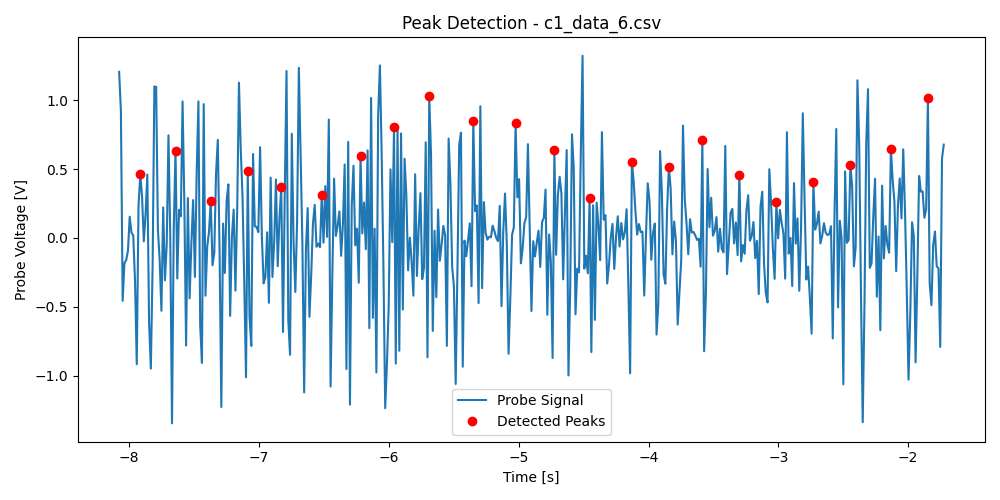 Peak Detection - c1_data_6.csv
Probe Voltage [V]
1.0
0.5
0.0
−0.5
−1.0
Probe Signal
Detected Peaks
−8 −7 −6 −5 −4 −3 −2
Time [s]